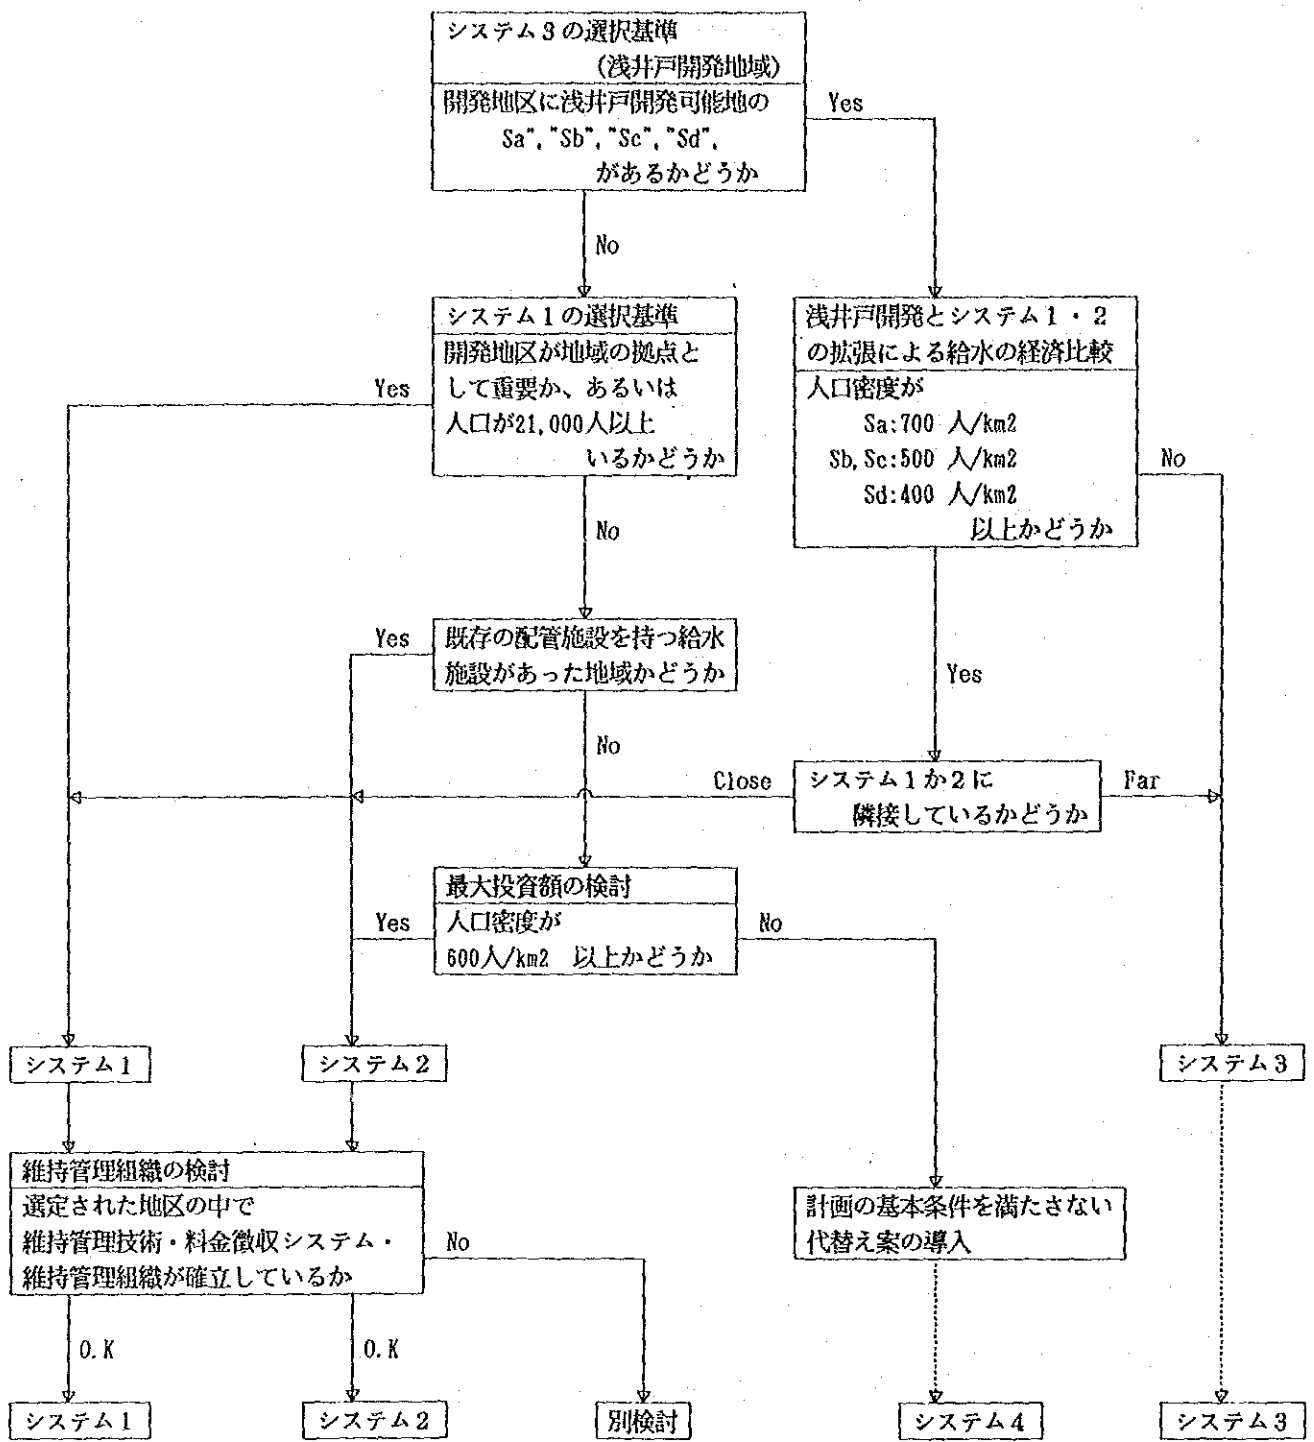 システム3の選択基準
(浅井戸開発地域)
開発地区に浅井戸開発可能地の
Sa", "Sb", "Sc", "Sd",
があるかどうか
Yes
No
システム1の選択基準
開発地区が地域の拠点と
して重要か、あるいは
人口が21,000人以上
いるかどうか
Yes
No
浅井戸開発とシステム1・2
の拡張による給水の経済比較
人口密度が
Sa:700 人/km2
Sb,Sc:500 人/km2
Sd:400 人/km2
以上かどうか
No
Yes
既存の配管施設を持つ給水
施設があった地域かどうか
Yes
No
システム1か2に
隣接しているかどうか
Close
Far
最大投資額の検討
人口密度が
600人/km2 以上かどうか
Yes
No
システム1
システム2
システム3
維持管理組織の検討
選定された地区の中で
維持管理技術・料金徴収システム・
維持管理組織が確立しているか
No
計画の基本条件を満たさない
代替え案の導入
O.K
O.K
システム1
システム2
別検討
システム4
システム3